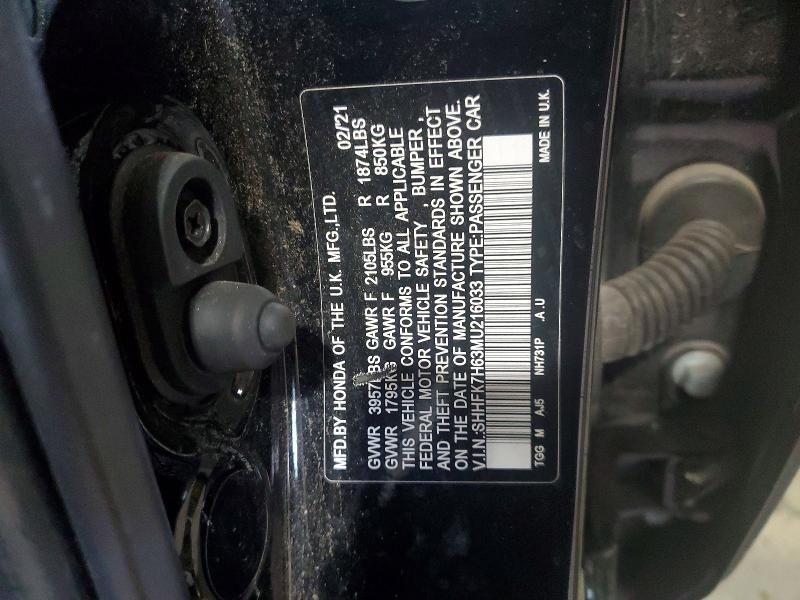 MFD.BY HONDA OF THE U.K. MFG.,LTD. 02/21
GVWR 3957LBS GAWR F 2105LBS R 1874LBS
GVWR 1795KG GAWR F 955KG R 850KG
THIS VEHICLE CONFORMS TO ALL APPLICABLE
FEDERAL MOTOR VEHICLE SAFETY , BUMPER ,
AND THEFT PREVENTION STANDARDS IN EFFECT
ON THE DATE OF MANUFACTURE SHOWN ABOVE.
V.I.N.:SHHFK7H63MU216033 TYPE:PASSENGER CAR
TGG M AJ5 NH731P .A.U MADE IN U.K.